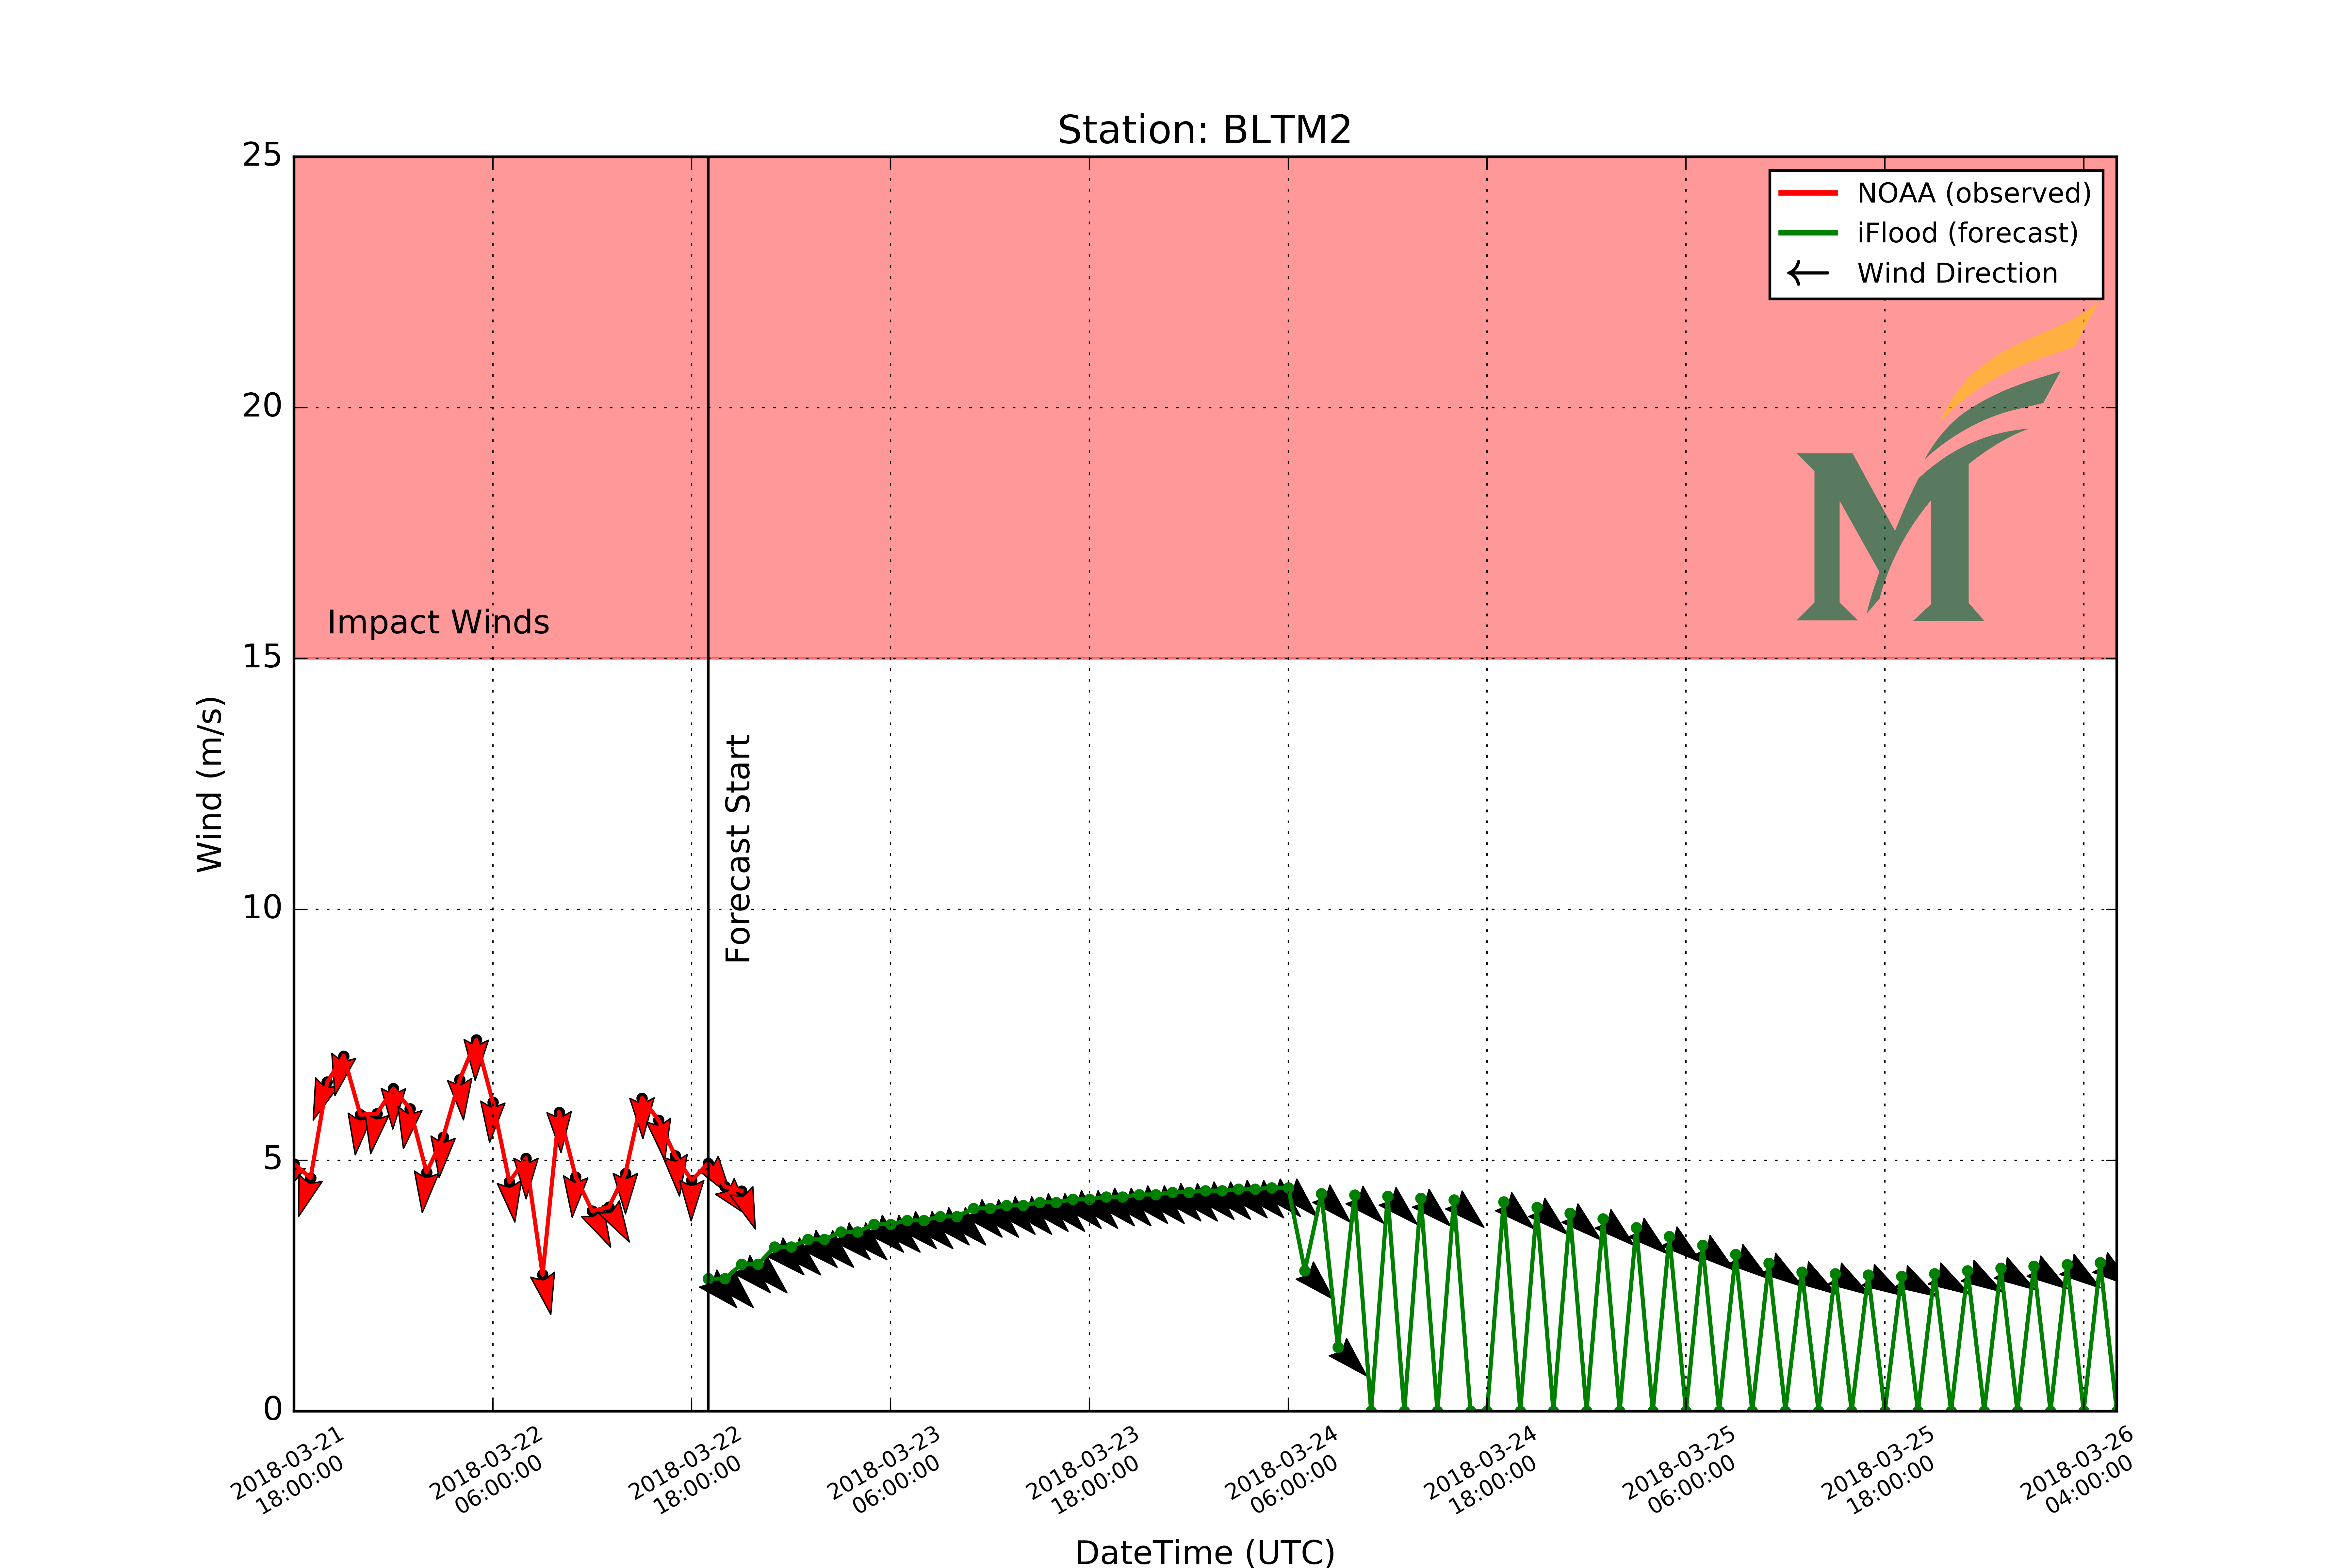 Station: BLTM2
25
20
15
10
5
0
Wind (m/s)
NOAA (observed)
iFlood (forecast)
Wind Direction
Impact Winds
Forecast Start
2018-03-21
18:00:00
2018-03-22
06:00:00
2018-03-22
18:00:00
2018-03-23
06:00:00
2018-03-23
18:00:00
2018-03-24
06:00:00
2018-03-24
18:00:00
2018-03-25
06:00:00
2018-03-25
18:00:00
2018-03-26
04:00:00
DateTime (UTC)
M